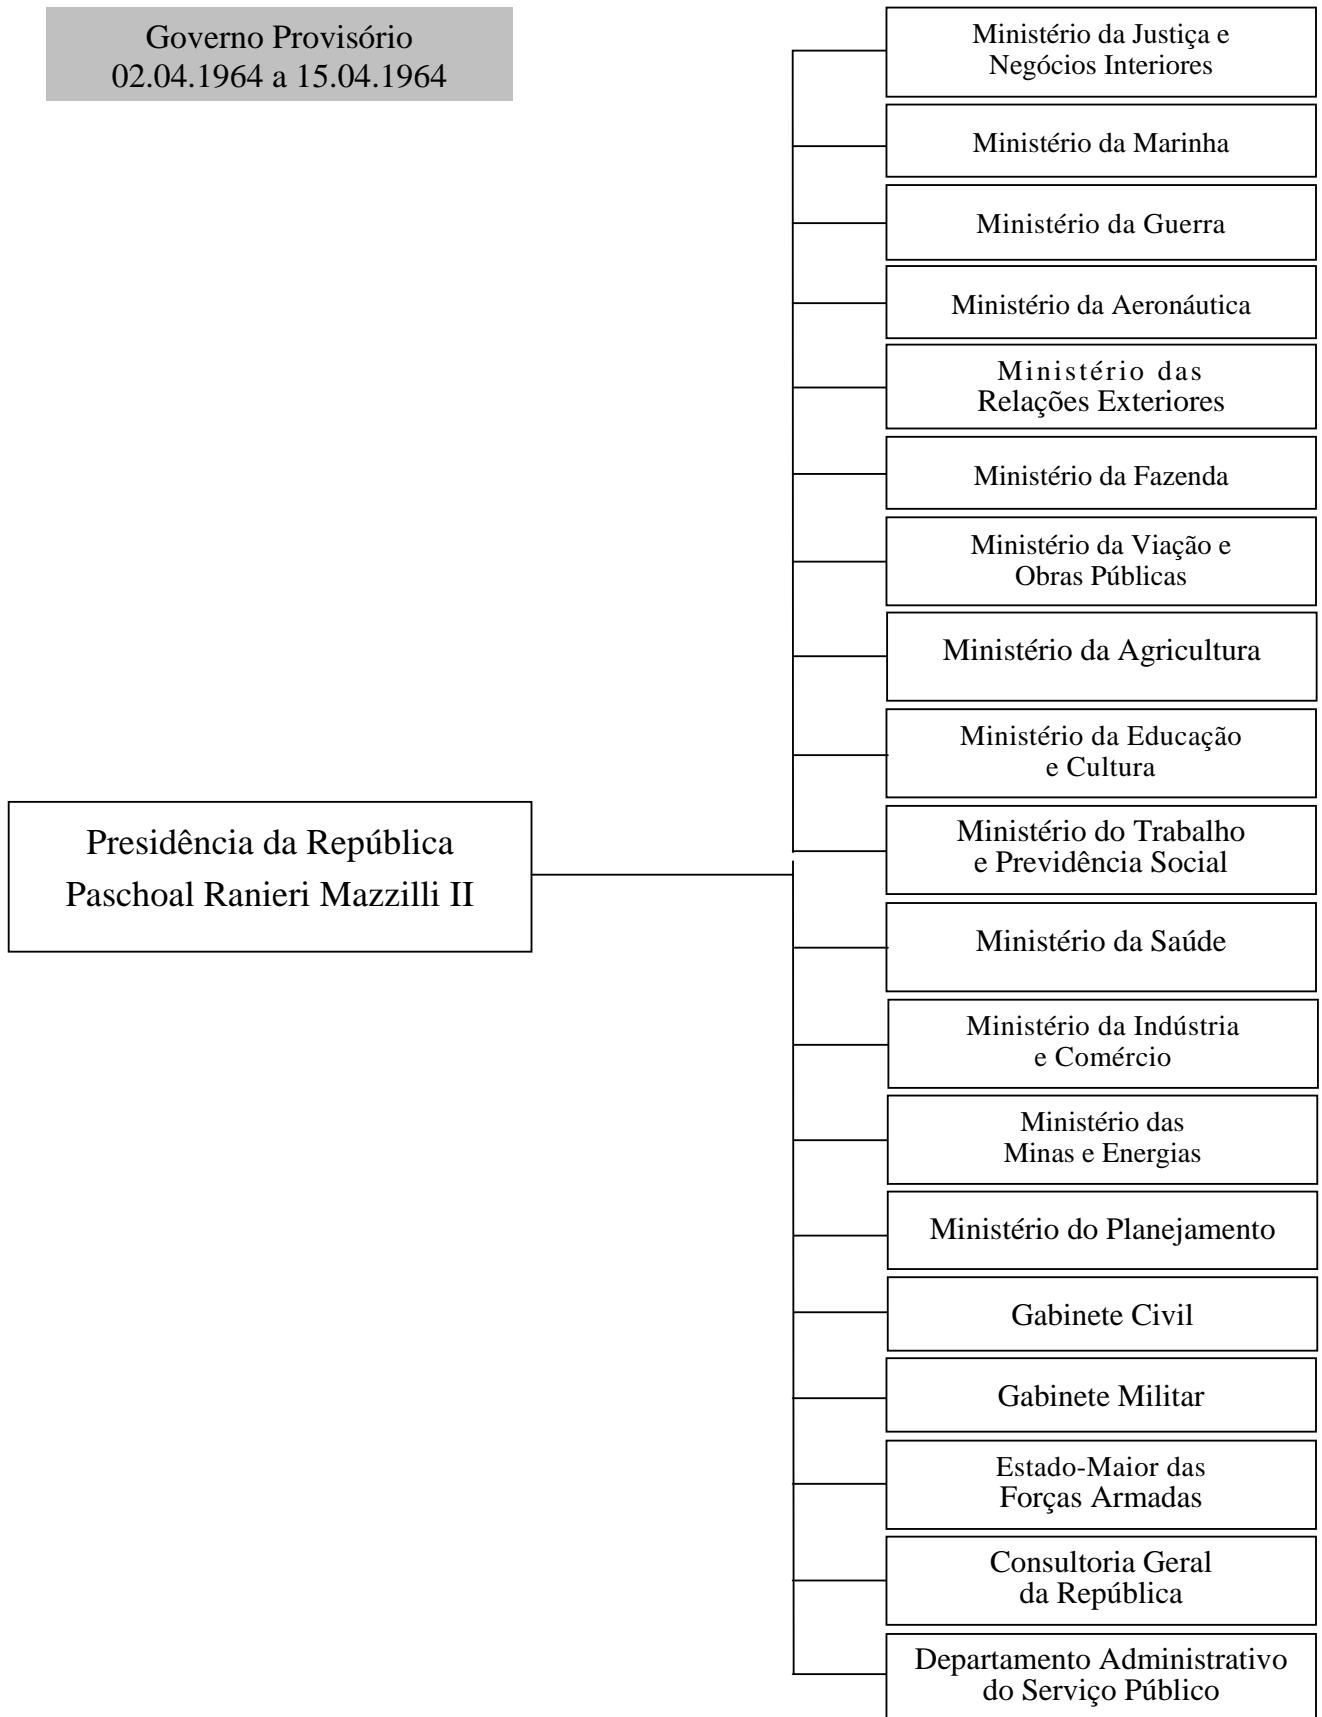 Governo Provisório
02.04.1964 a 15.04.1964
Ministério da Justiça e
Negócios Interiores
Ministério da Marinha
Ministério da Guerra
Ministério da Aeronáutica
Ministério das
Relações Exteriores
Ministério da Fazenda
Ministério da Viação e
Obras Públicas
Ministério da Agricultura
Ministério da Educação
e Cultura
Presidência da República
Paschoal Ranieri Mazzilli II
Ministério do Trabalho
e Previdência Social
Ministério da Saúde
Ministério da Indústria
e Comércio
Ministério das
Minas e Energias
Ministério do Planejamento
Gabinete Civil
Gabinete Militar
Estado-Maior das
Forças Armadas
Consultoria Geral
da República
Departamento Administrativo
do Serviço Público